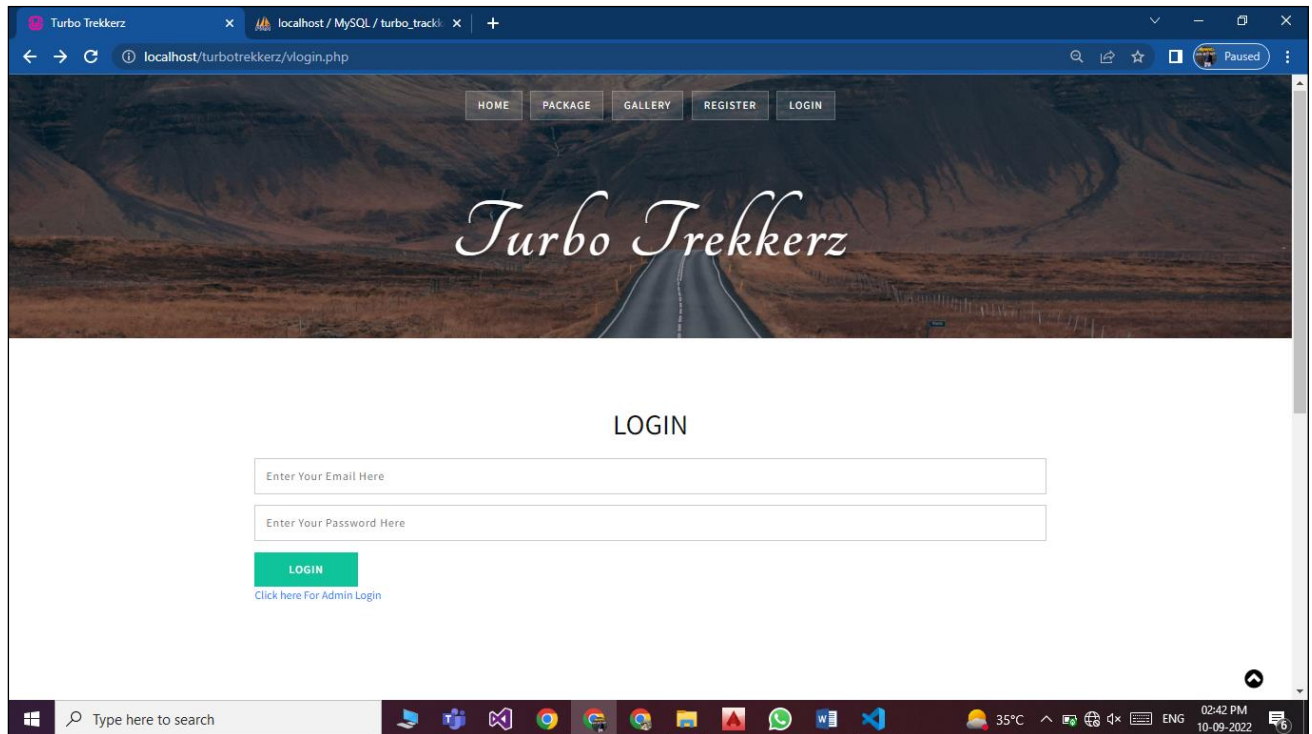 Turbo Trekkerz
localhost / MySQL / turbo_trackk
localhost/turbotrekkerz/vlogin.php
Paused
HOME PACKAGE GALLERY REGISTER LOGIN
Turbo Trekkerz
LOGIN
Enter Your Email Here
Enter Your Password Here
LOGIN
Click here For Admin Login
Type here to search
35°C ENG
02:42 PM
10-09-2022
6